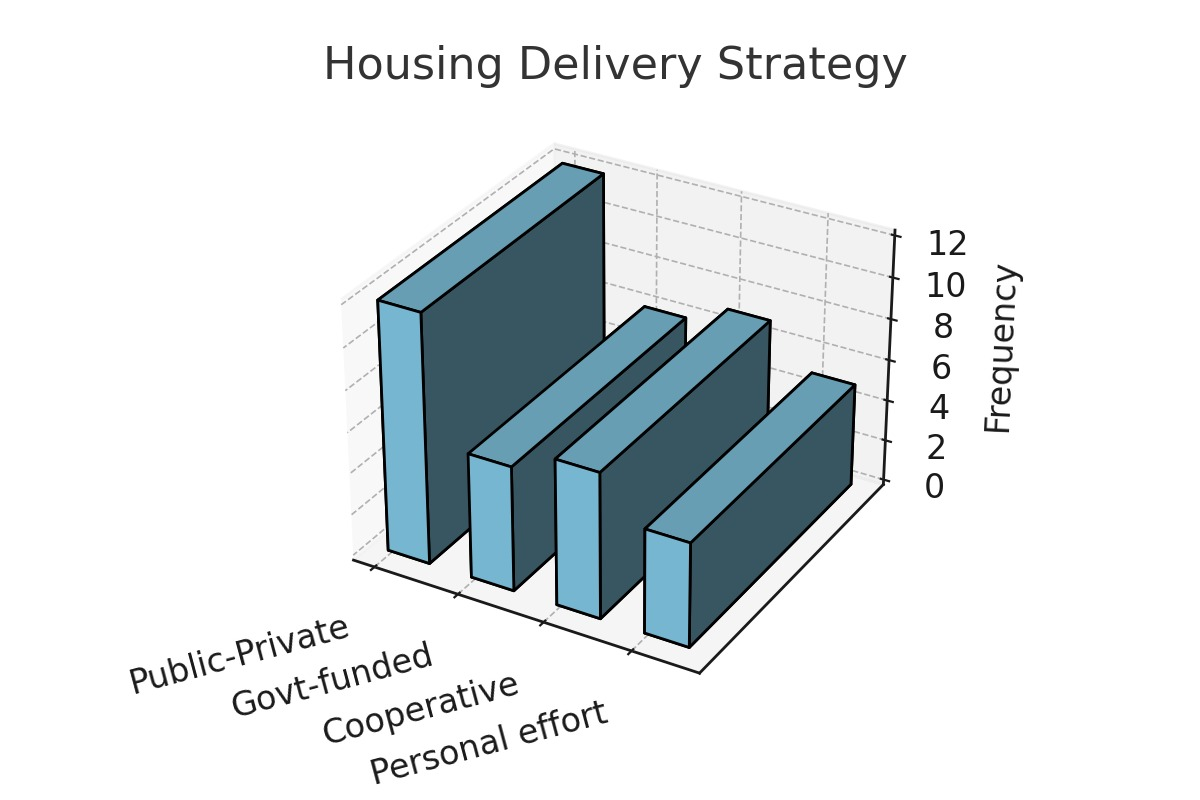 Housing Delivery Strategy
12
10
8
6
4
2
0
Frequency
Public-Private
Govt-funded
Cooperative
Personal effort